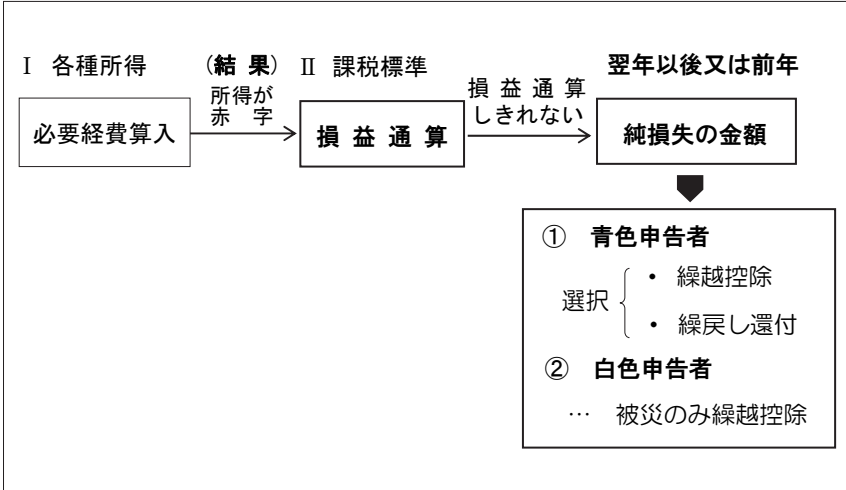 Ⅰ 各種所得
(結果)
Ⅱ 課税標準
翌年以後又は前年
所得が
赤字
損益通算
しきれない
必要経費算入
損益通算
純損失の金額
① 青色申告者
選択
・ 繰越控除
・ 繰戻し還付
② 白色申告者
… 被災のみ繰越控除